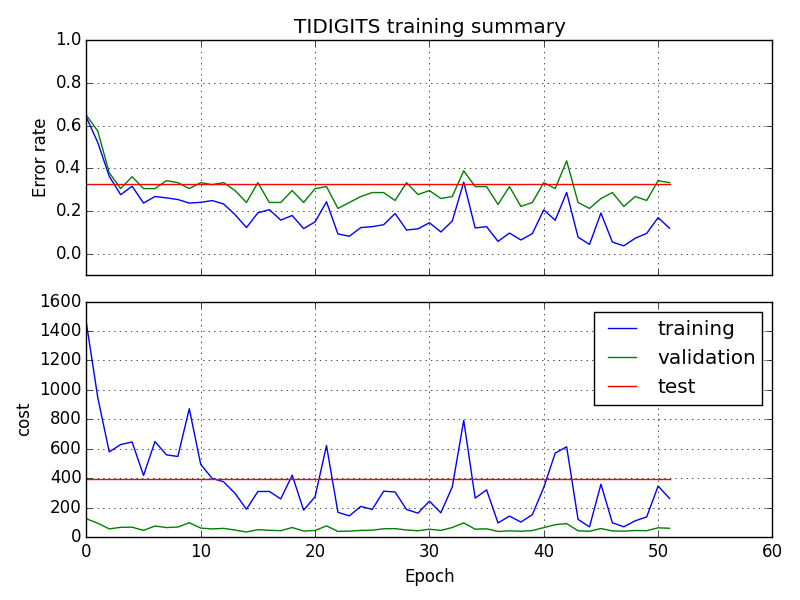 TIDIGITS training summary
1.0
0.8
0.6
0.4
0.2
0.0
Error rate
1600
1400
1200
1000
800
600
400
200
0
cost
training
validation
test
0 10 20 30 40 50 60
Epoch